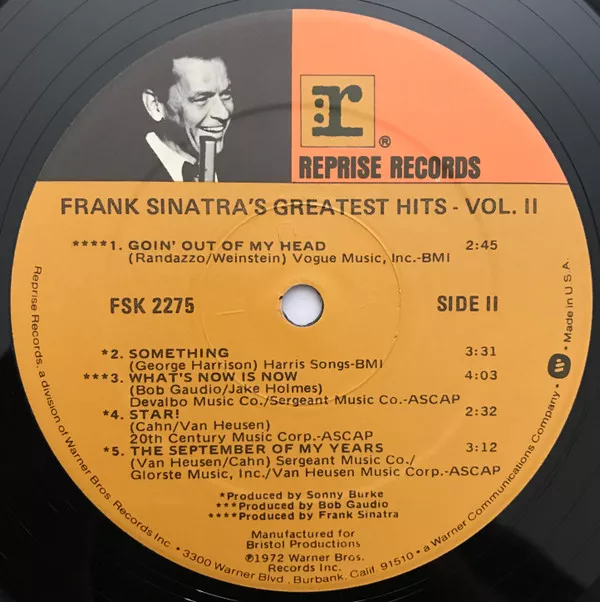 r
®
REPRISE RECORDS
FRANK SINATRA'S GREATEST HITS - VOL. II
****1. GOIN' OUT OF MY HEAD 2:45
(Randazzo/Weinstein) Vogue Music, Inc.-BMI
FSK 2275 SIDE II
*2. SOMETHING 3:31
(George Harrison) Harris Songs-BMI
***3. WHAT'S NOW IS NOW 4:03
(Bob Gaudio/Jake Holmes)
Devalbo Music Co./Sergeant Music Co.-ASCAP
*4. STAR! 2:32
(Cahn/Van Heusen)
20th Century Music Corp.-ASCAP
*5. THE SEPTEMBER OF MY YEARS 3:12
(Van Heusen/Cahn) Sergeant Music Co./
Glorste Music, Inc./Van Heusen Music Corp.-ASCAP
*Produced by Sonny Burke
***Produced by Bob Gaudio
****Produced by Frank Sinatra
Manufactured for
Bristol Productions
℗1972 Warner Bros.
Records Inc.
Reprise Records, a division of Warner Bros. Records Inc • 3300 Warner Blvd., Burbank, Calif. 91510 • a Warner Communications Company • W • Made in U.S.A.